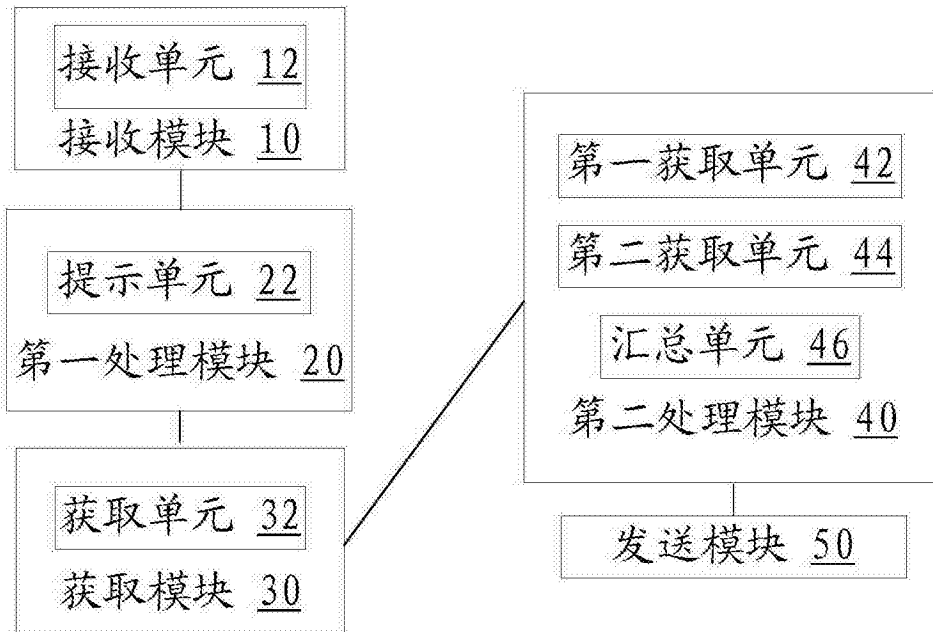 接收单元 12
接收模块 10
提示单元 22
第一处理模块 20
获取单元 32
获取模块 30
第一获取单元 42
第二获取单元 44
汇总单元 46
第二处理模块 40
发送模块 50